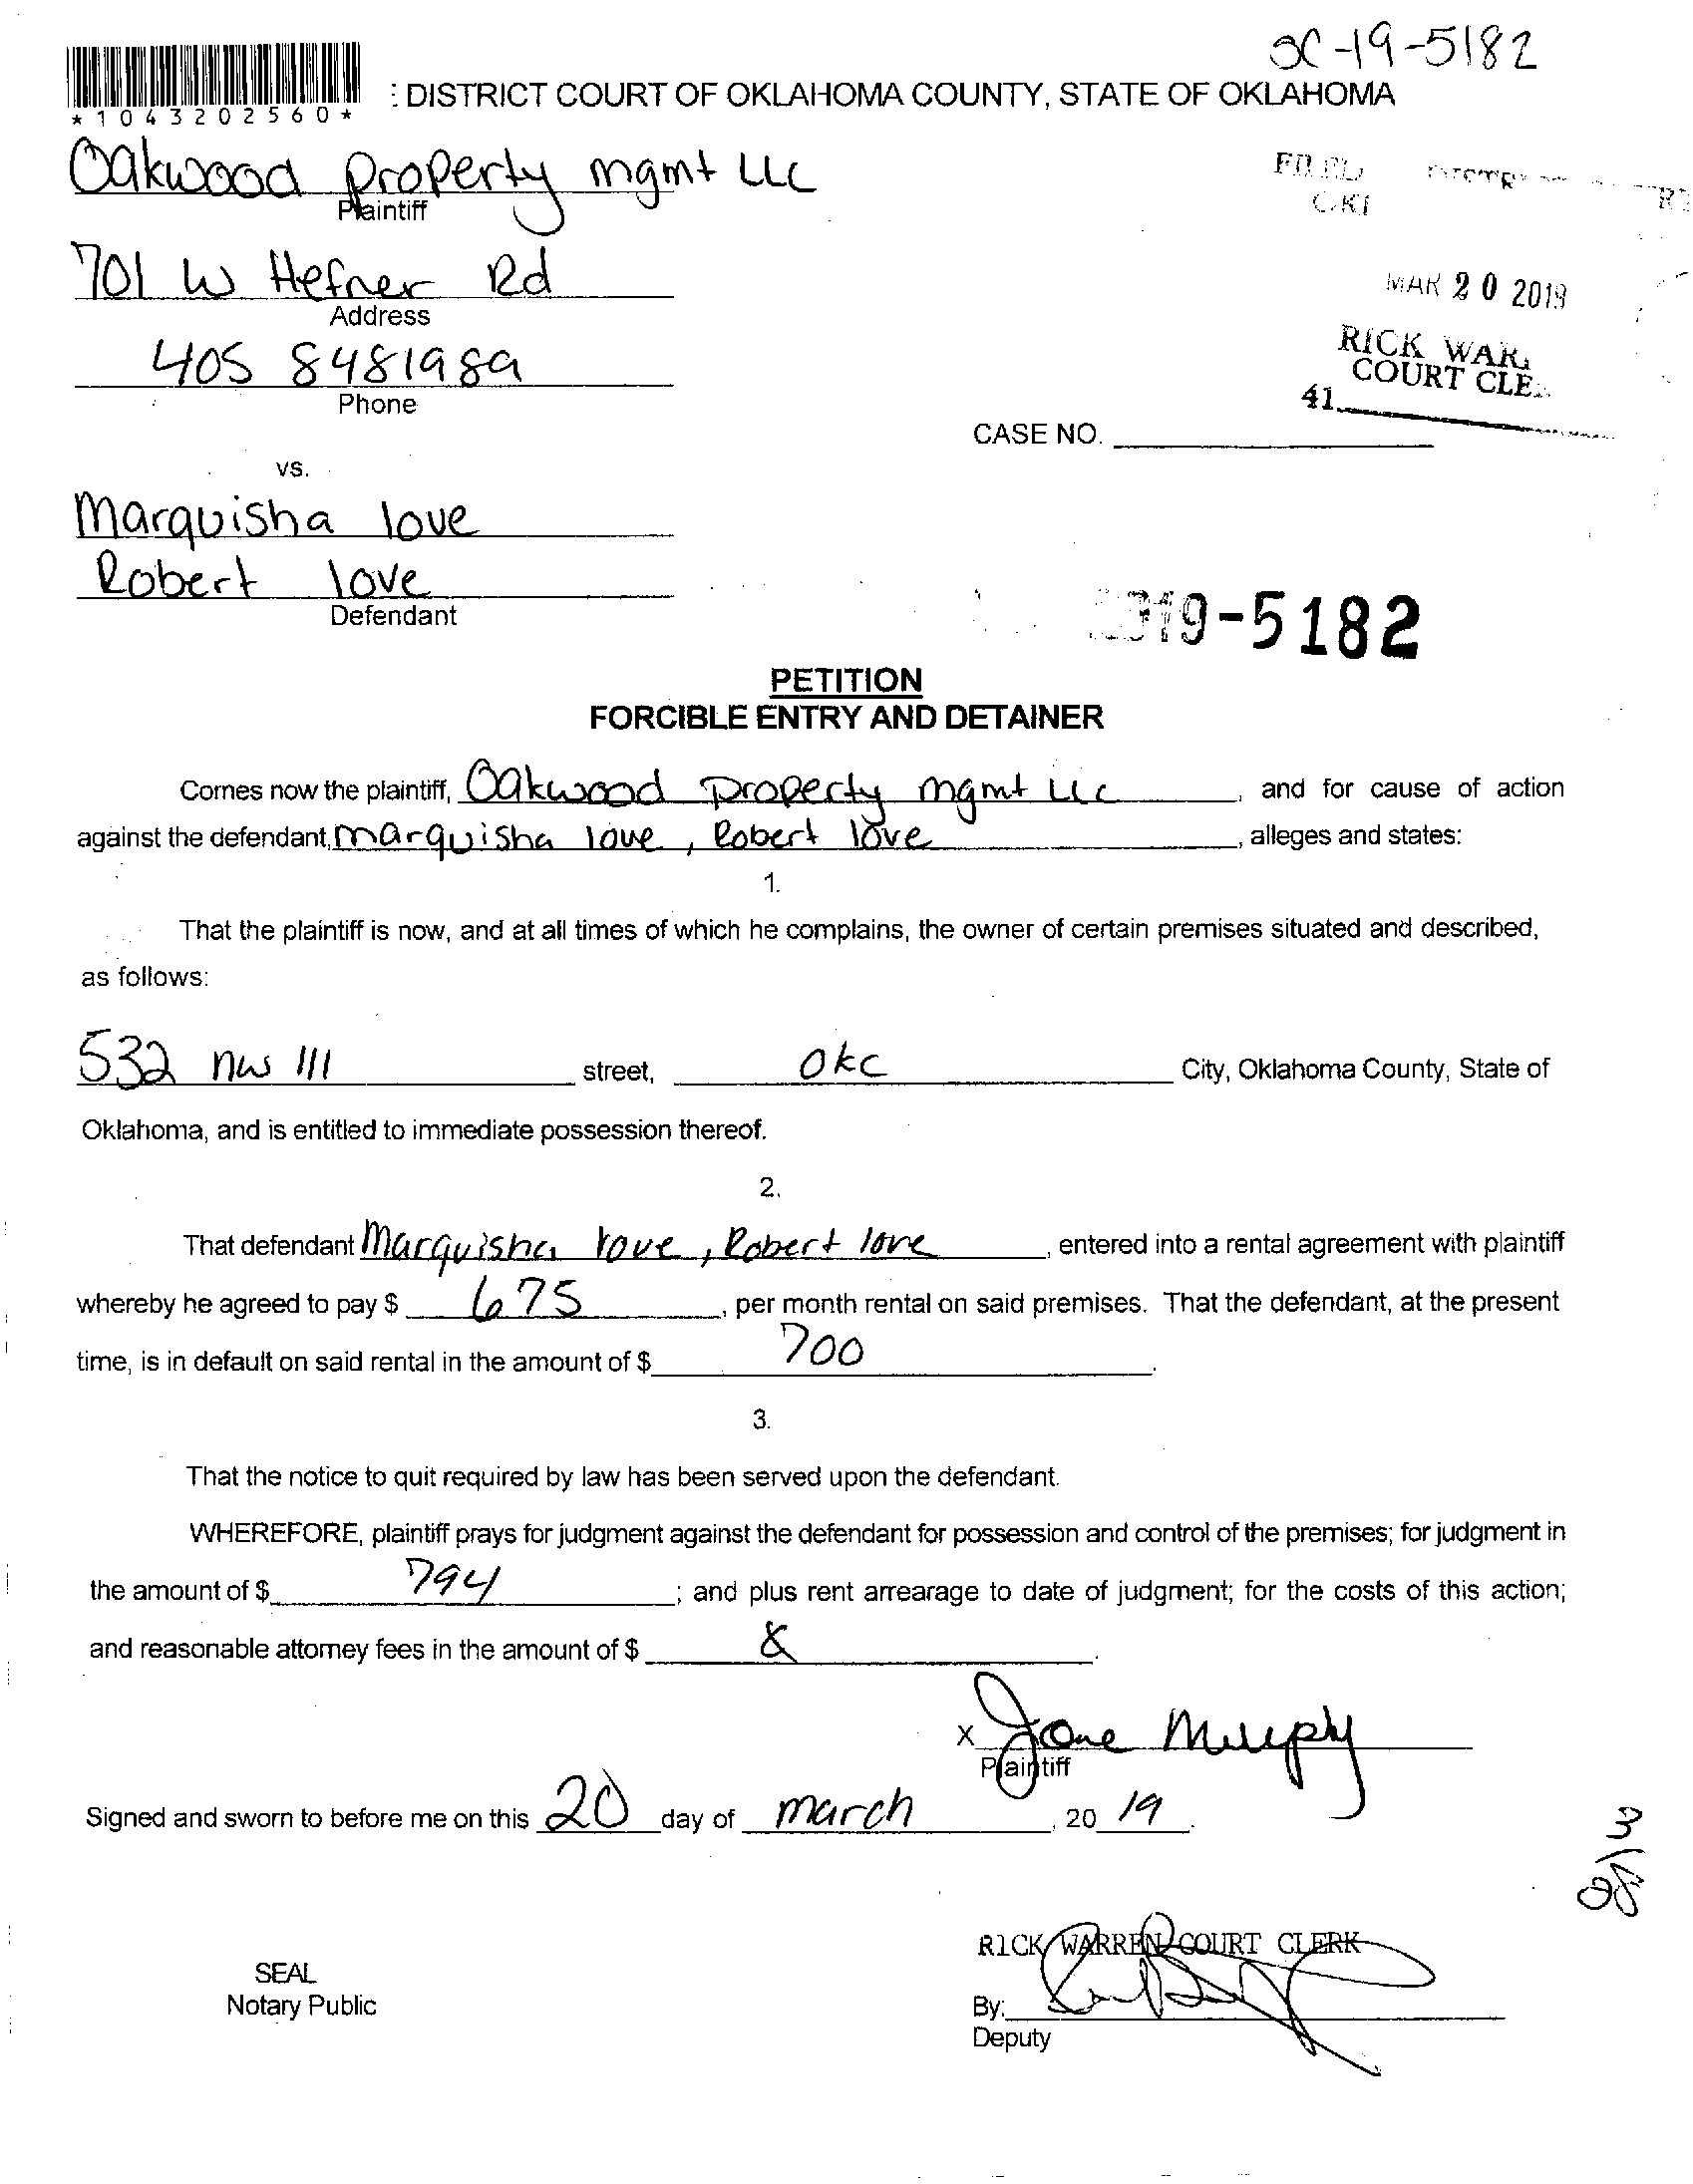 SC-19-5182
: DISTRICT COURT OF OKLAHOMA COUNTY, STATE OF OKLAHOMA
*1043202560*
Oakwood Property mgmt LLC
Plaintiff
701 W Hefner Rd
Address
405 8481989
Phone
MAR 20 2019
RICK WAR
COURT CLE
41
CASE NO.
vs.
Marquisha love
Robert love
Defendant
19-5182
PETITION
FORCIBLE ENTRY AND DETAINER
Comes now the plaintiff, Oakwood property mgmt LLC, and for cause of action
against the defendant, marquisha love, Robert love, alleges and states:
1.
That the plaintiff is now, and at all times of which he complains, the owner of certain premises situated and described,
as follows:
532 nw 111 street, OKC City, Oklahoma County, State of
Oklahoma, and is entitled to immediate possession thereof.
2.
That defendant Marquisha love, Robert love, entered into a rental agreement with plaintiff
whereby he agreed to pay $ 675, per month rental on said premises. That the defendant, at the present
time, is in default on said rental in the amount of $ 700.
3.
That the notice to quit required by law has been served upon the defendant.
WHEREFORE, plaintiff prays for judgment against the defendant for possession and control of the premises; for judgment in
the amount of $ 794; and plus rent arrearage to date of judgment; for the costs of this action;
and reasonable attorney fees in the amount of $ .
X Jane Murphy
Plaintiff
Signed and sworn to before me on this 20 day of march, 20 19.
RICK WARREN COURT CLERK
SEAL
Notary Public
By:
Deputy